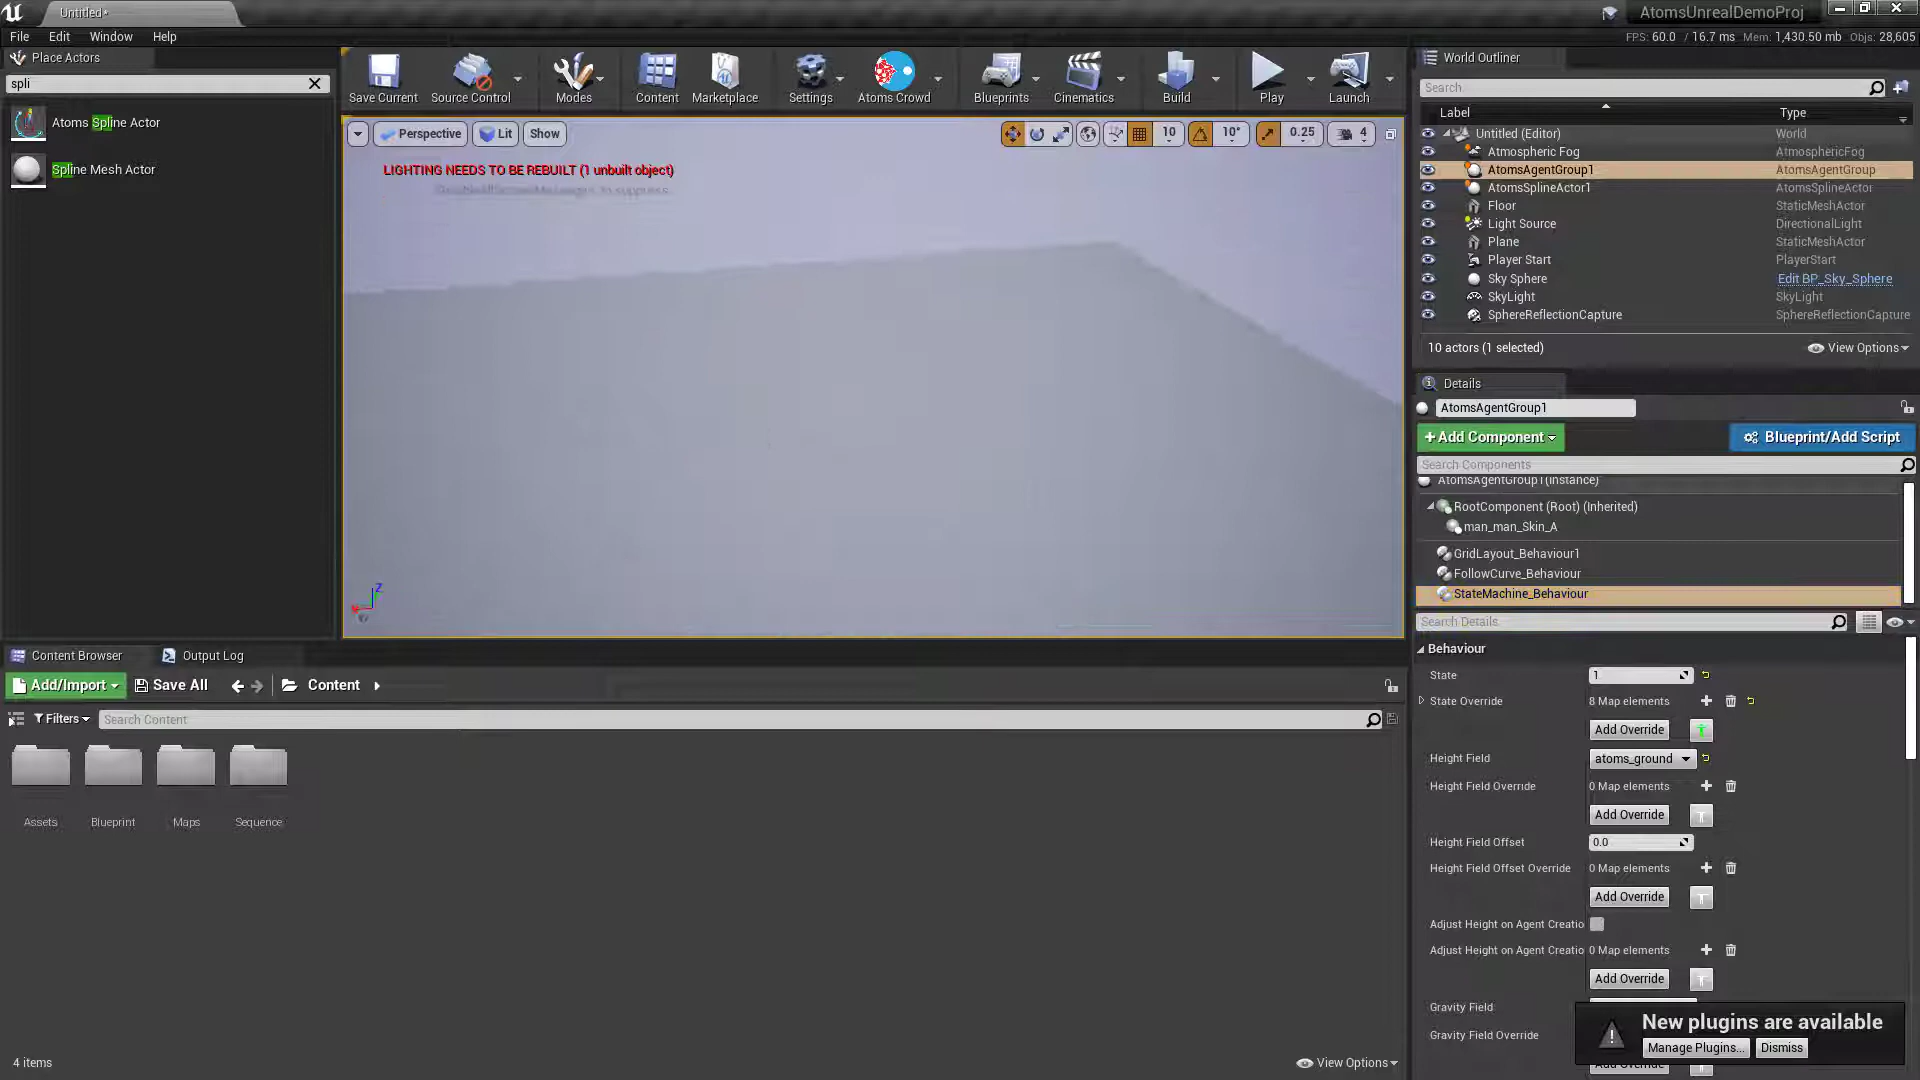 Untitled*
AtomsUnrealDemoProj
File Edit Window Help
FPS: 60.0 / 16.7 ms Mem: 1,430.50 mb Objs: 28,605
Place Actors
spli
Atoms Spline Actor
Spline Mesh Actor
Save Current
Source Control
Modes
Content
Marketplace
Settings
Atoms Crowd
Blueprints
Cinematics
Build
Play
Launch
Perspective
Lit
Show
10
10°
0.25
4
LIGHTING NEEDS TO BE REBUILT (1 unbuilt object)
Z
World Outliner
Search
Label Type
Untitled (Editor) World
Atmospheric Fog AtmosphericFog
AtomsAgentGroup1 AtomsAgentGroup
AtomsSplineActor1 AtomsSplineActor
Floor StaticMeshActor
Light Source DirectionalLight
Plane StaticMeshActor
Player Start PlayerStart
Sky Sphere Edit BP_Sky_Sphere
SkyLight SkyLight
SphereReflectionCapture SphereReflectionCapture
10 actors (1 selected)
View Options
Details
AtomsAgentGroup1
+Add Component
Blueprint/Add Script
Search Components
AtomsAgentGroup1(Instance)
RootComponent (Root) (Inherited)
man_man_Skin_A
GridLayout_Behaviour1
FollowCurve_Behaviour
StateMachine_Behaviour
Search Details
Behaviour
State 1
State Override 8 Map elements
Add Override
Height Field atoms_ground
Height Field Override 0 Map elements
Add Override
Height Field Offset 0.0
Height Field Offset Override 0 Map elements
Add Override
Adjust Height on Agent Creatio
Adjust Height on Agent Creatio 0 Map elements
Add Override
Gravity Field
Gravity Field Override
Add Override
New plugins are available
Manage Plugins... Dismiss
Content Browser
Output Log
Add/Import
Save All
Content
Filters
Search Content
Assets
Blueprint
Maps
Sequence
4 items
View Options